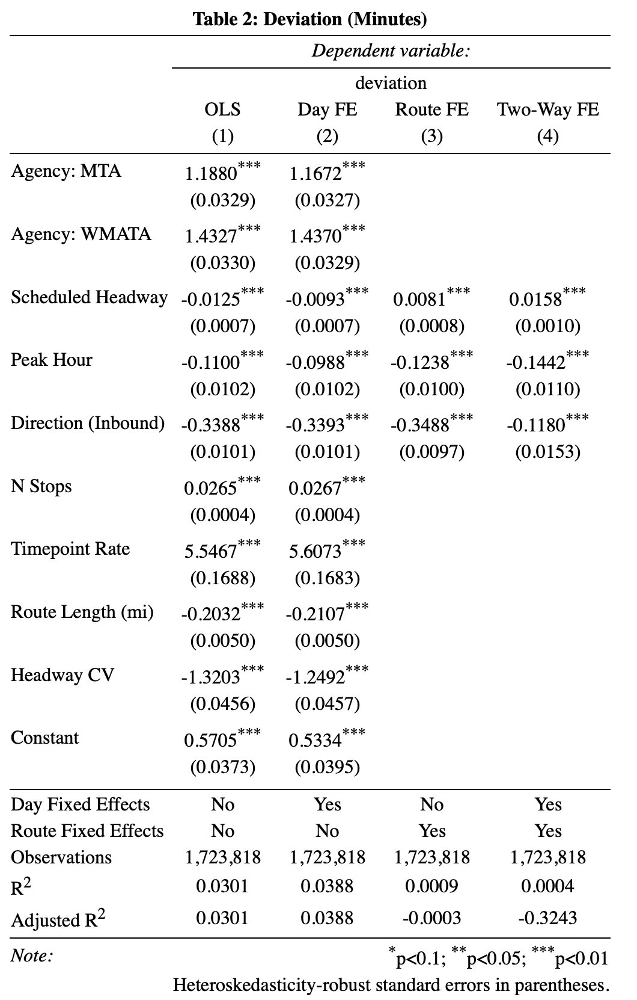 Table 2: Deviation (Minutes)
Dependent variable:
deviation
OLS Day FE Route FE Two-Way FE
(1) (2) (3) (4)
Agency: MTA 1.1880*** 1.1672***
(0.0329) (0.0327)
Agency: WMATA 1.4327*** 1.4370***
(0.0330) (0.0329)
Scheduled Headway -0.0125*** -0.0093*** 0.0081*** 0.0158***
(0.0007) (0.0007) (0.0008) (0.0010)
Peak Hour -0.1100*** -0.0988*** -0.1238*** -0.1442***
(0.0102) (0.0102) (0.0100) (0.0110)
Direction (Inbound) -0.3388*** -0.3393*** -0.3488*** -0.1180***
(0.0101) (0.0101) (0.0097) (0.0153)
N Stops 0.0265*** 0.0267***
(0.0004) (0.0004)
Timepoint Rate 5.5467*** 5.6073***
(0.1688) (0.1683)
Route Length (mi) -0.2032*** -0.2107***
(0.0050) (0.0050)
Headway CV -1.3203*** -1.2492***
(0.0456) (0.0457)
Constant 0.5705*** 0.5334***
(0.0373) (0.0395)
Day Fixed Effects No Yes No Yes
Route Fixed Effects No No Yes Yes
Observations 1,723,818 1,723,818 1,723,818 1,723,818
R2 0.0301 0.0388 0.0009 0.0004
Adjusted R2 0.0301 0.0388 -0.0003 -0.3243
Note: *p<0.1; **p<0.05; ***p<0.01
Heteroskedasticity-robust standard errors in parentheses.